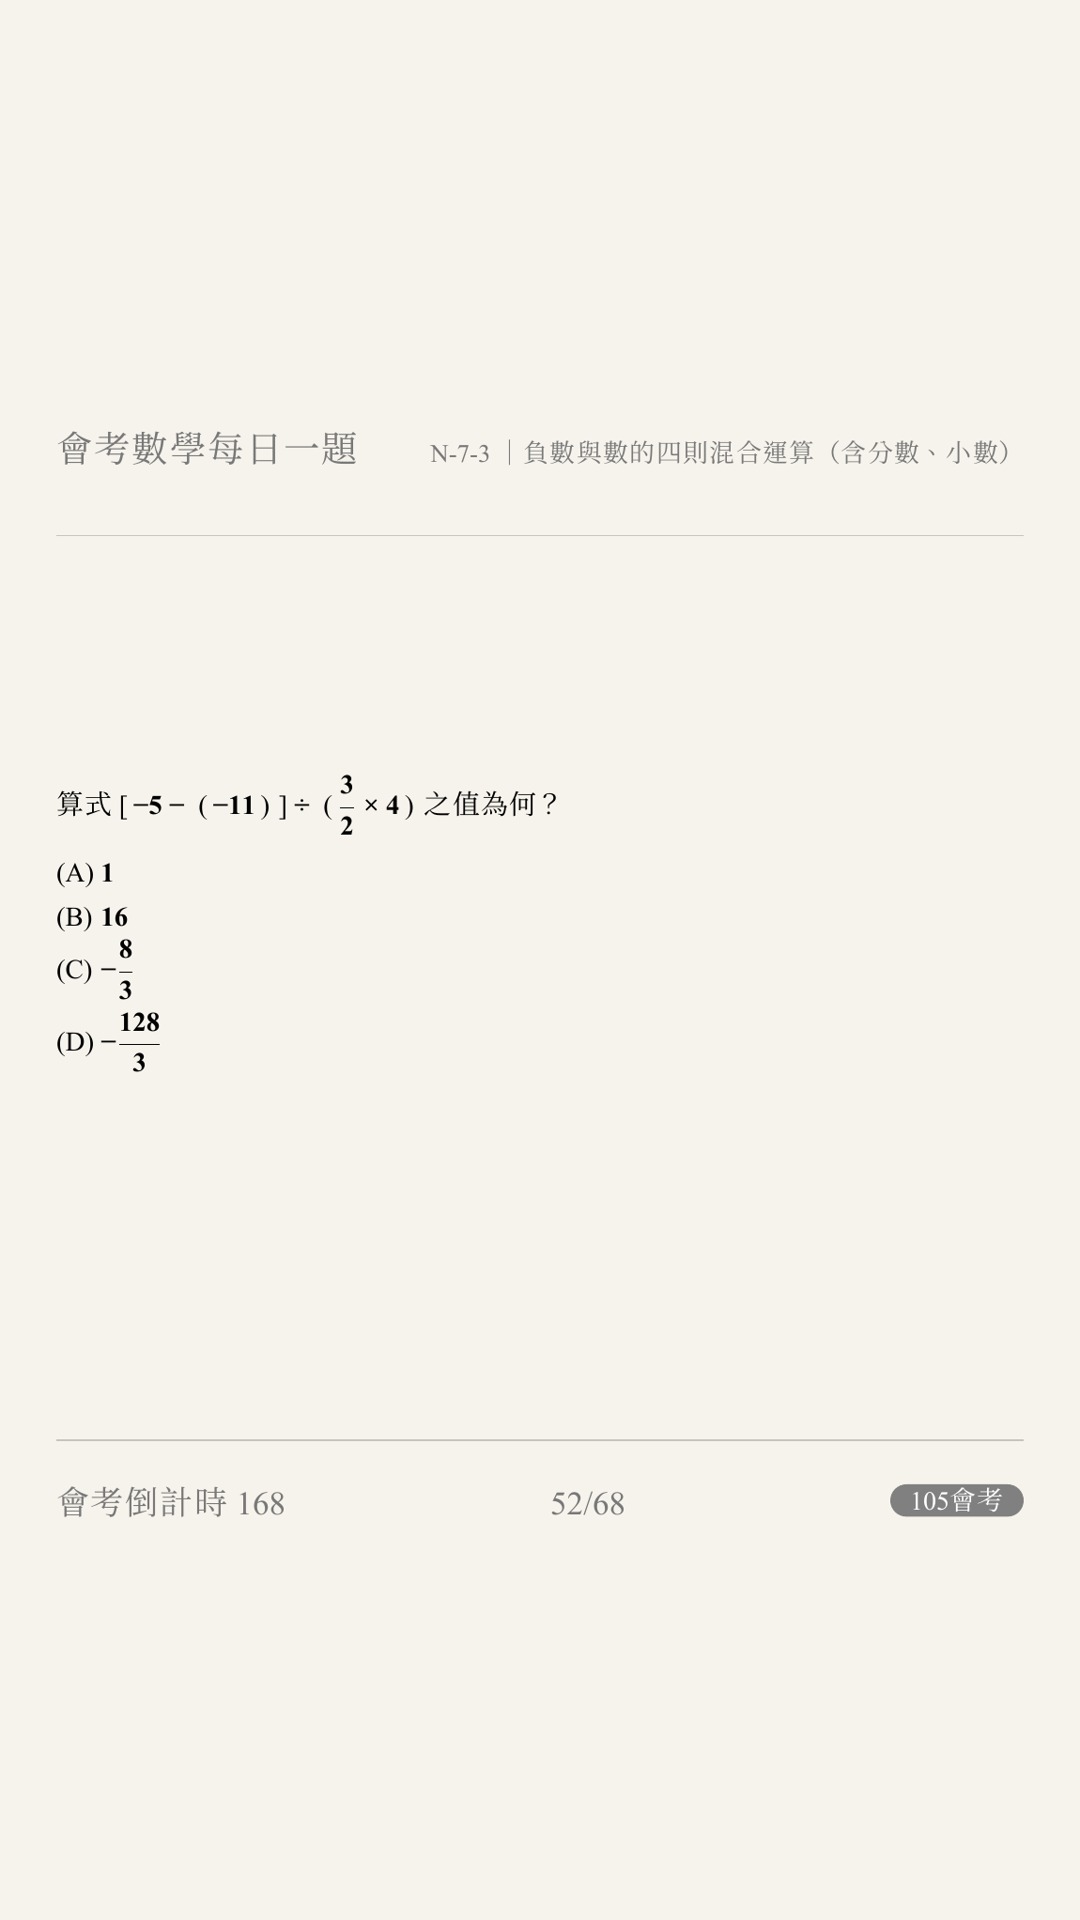 會考數學每日一題
N-7-3｜負數與數的四則混合運算（含分數、小數）
算式 [ −5 − ( −11 ) ] ÷ ( 3/2 × 4 ) 之值為何？
(A) 1
(B) 16
(C) −8/3
(D) −128/3
會考倒計時 168
52/68
105會考